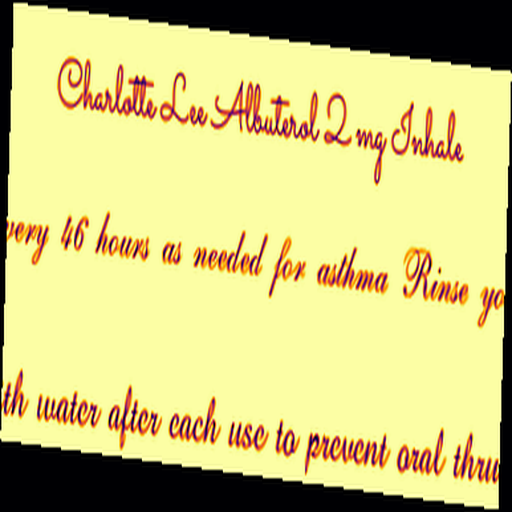 Charlotte Lee Albuterol 2 mg Inhale
very 46 hours as needed for asthma Rinse yo
th water after each use to prevent oral thru